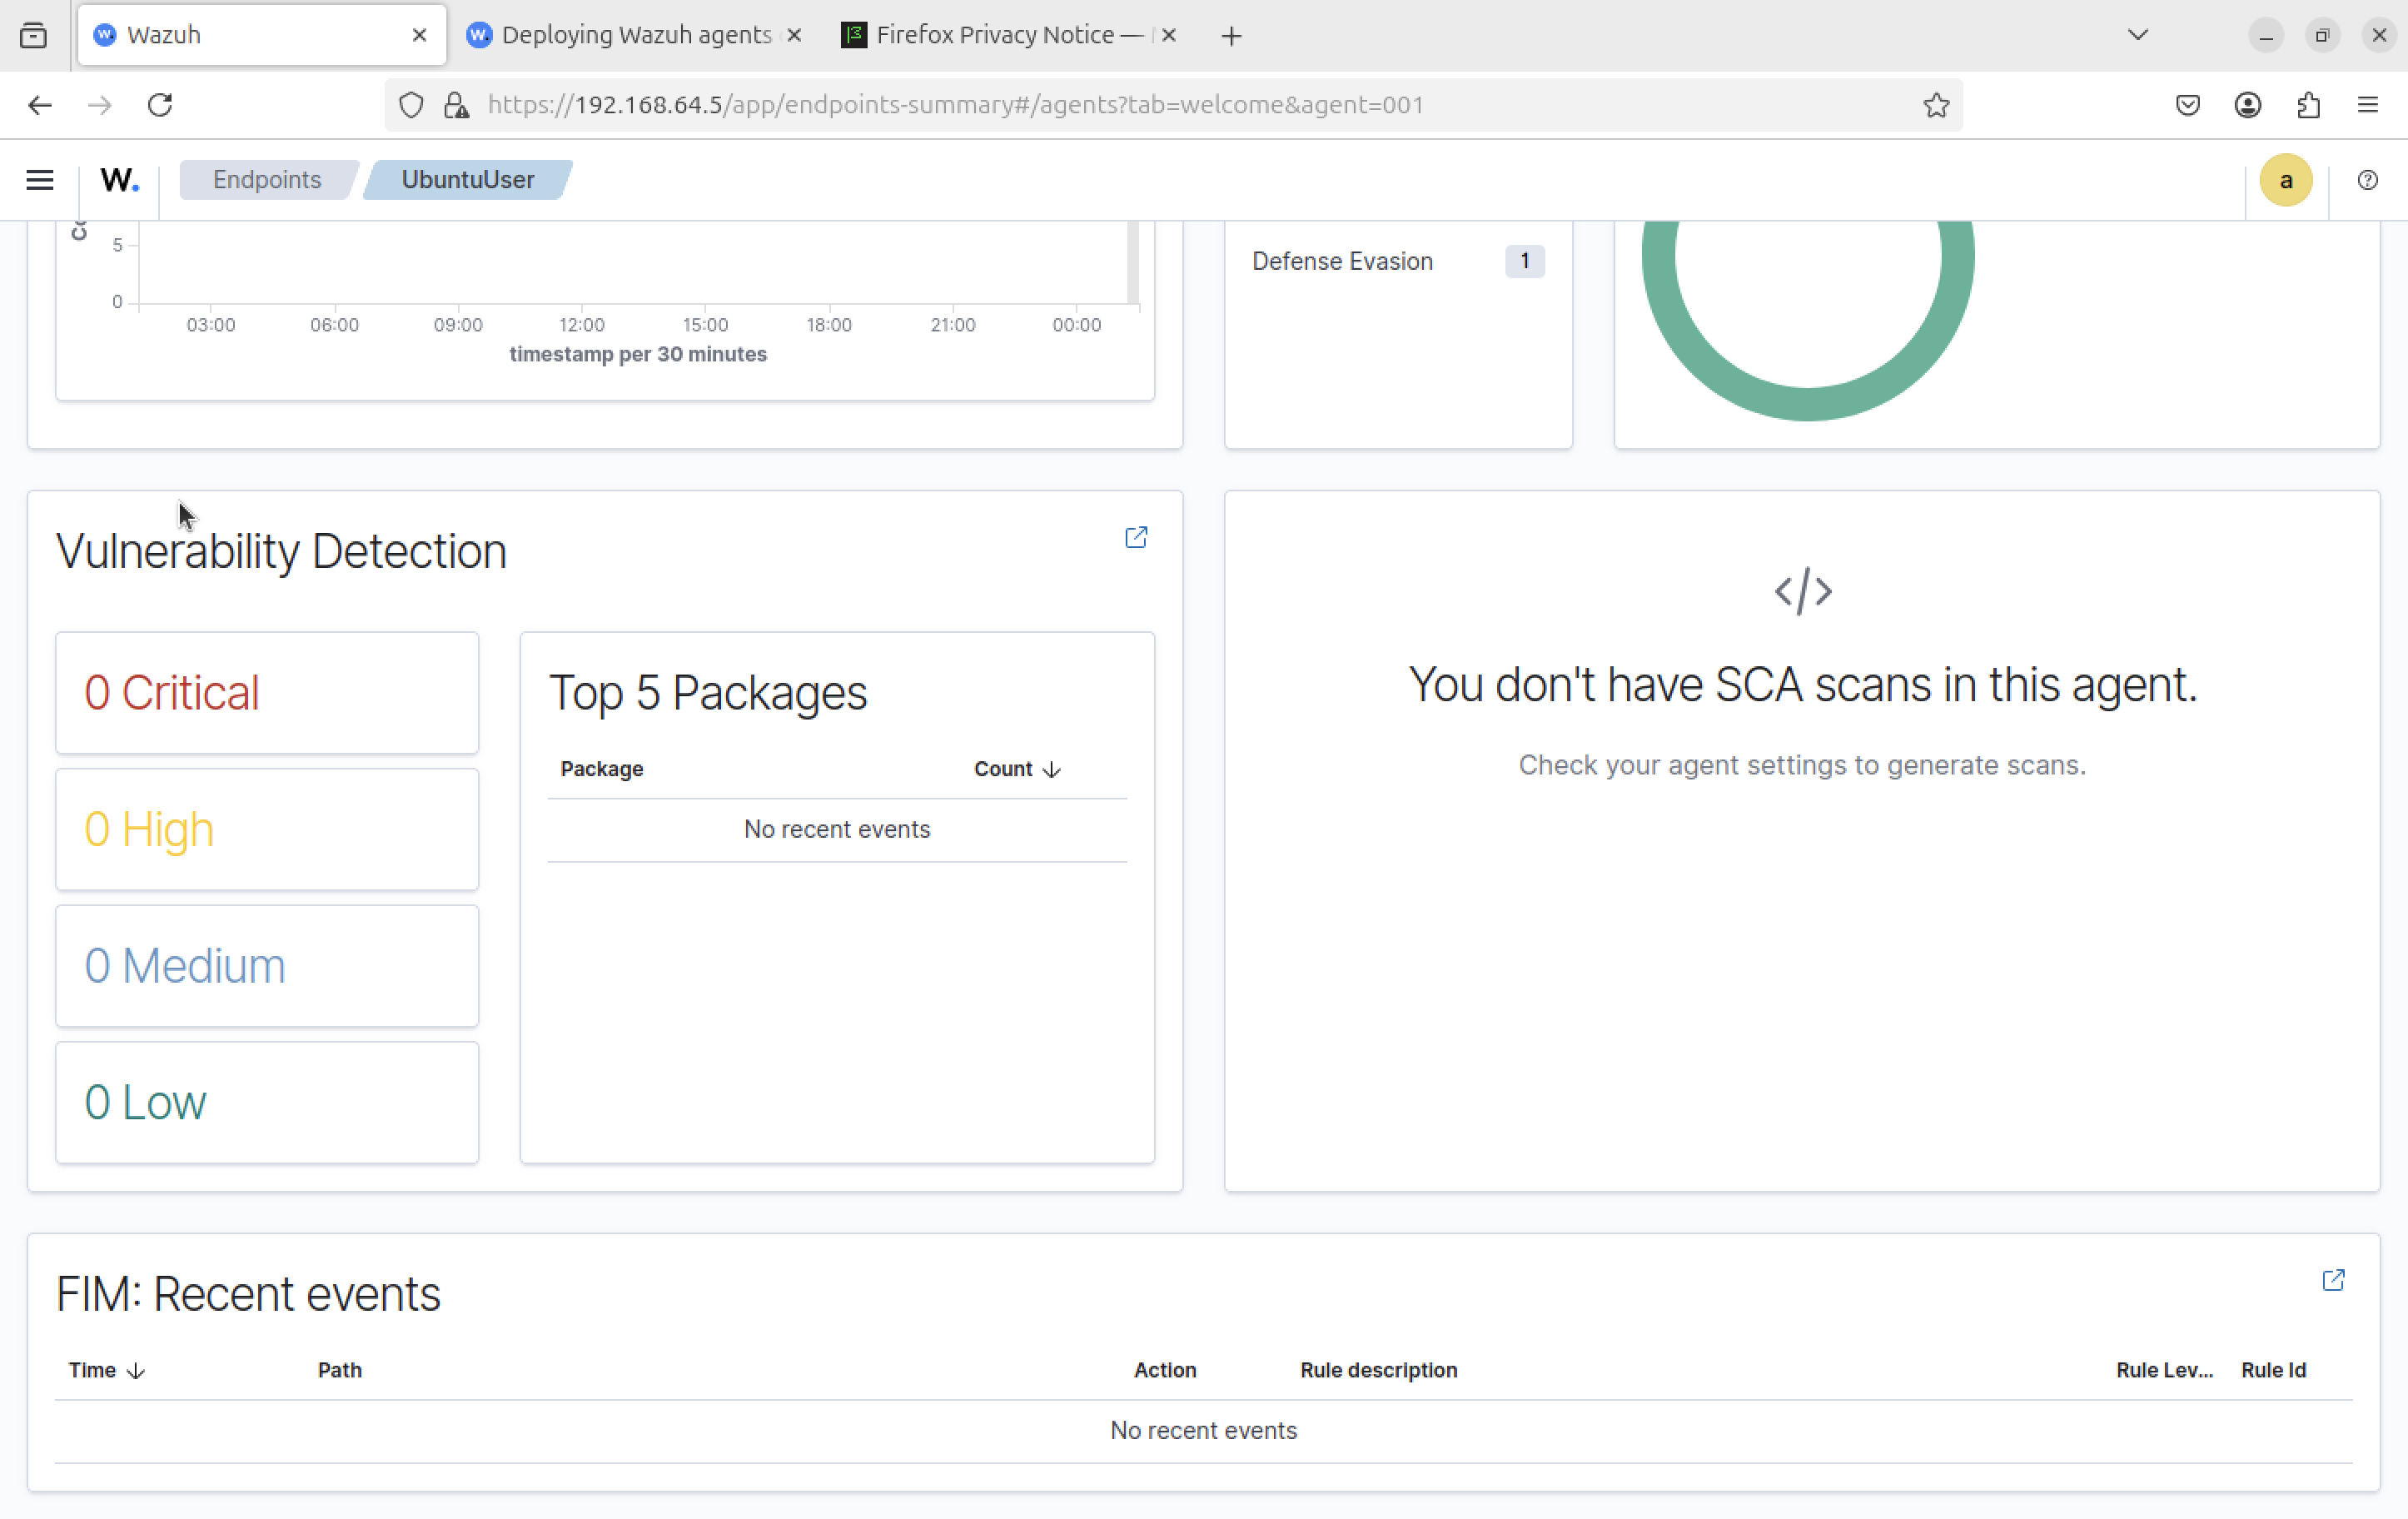 Wazuh
Deploying Wazuh agents
Firefox Privacy Notice —
https://192.168.64.5/app/endpoints-summary#/agents?tab=welcome&agent=001
W.
Endpoints
UbuntuUser
a
5
0
03:00
06:00
09:00
12:00
15:00
18:00
21:00
00:00
timestamp per 30 minutes
Defense Evasion
1
Vulnerability Detection
0 Critical
0 High
0 Medium
0 Low
Top 5 Packages
Package
Count
No recent events
</>
You don't have SCA scans in this agent.
Check your agent settings to generate scans.
FIM: Recent events
Time
Path
Action
Rule description
Rule Lev...
Rule Id
No recent events